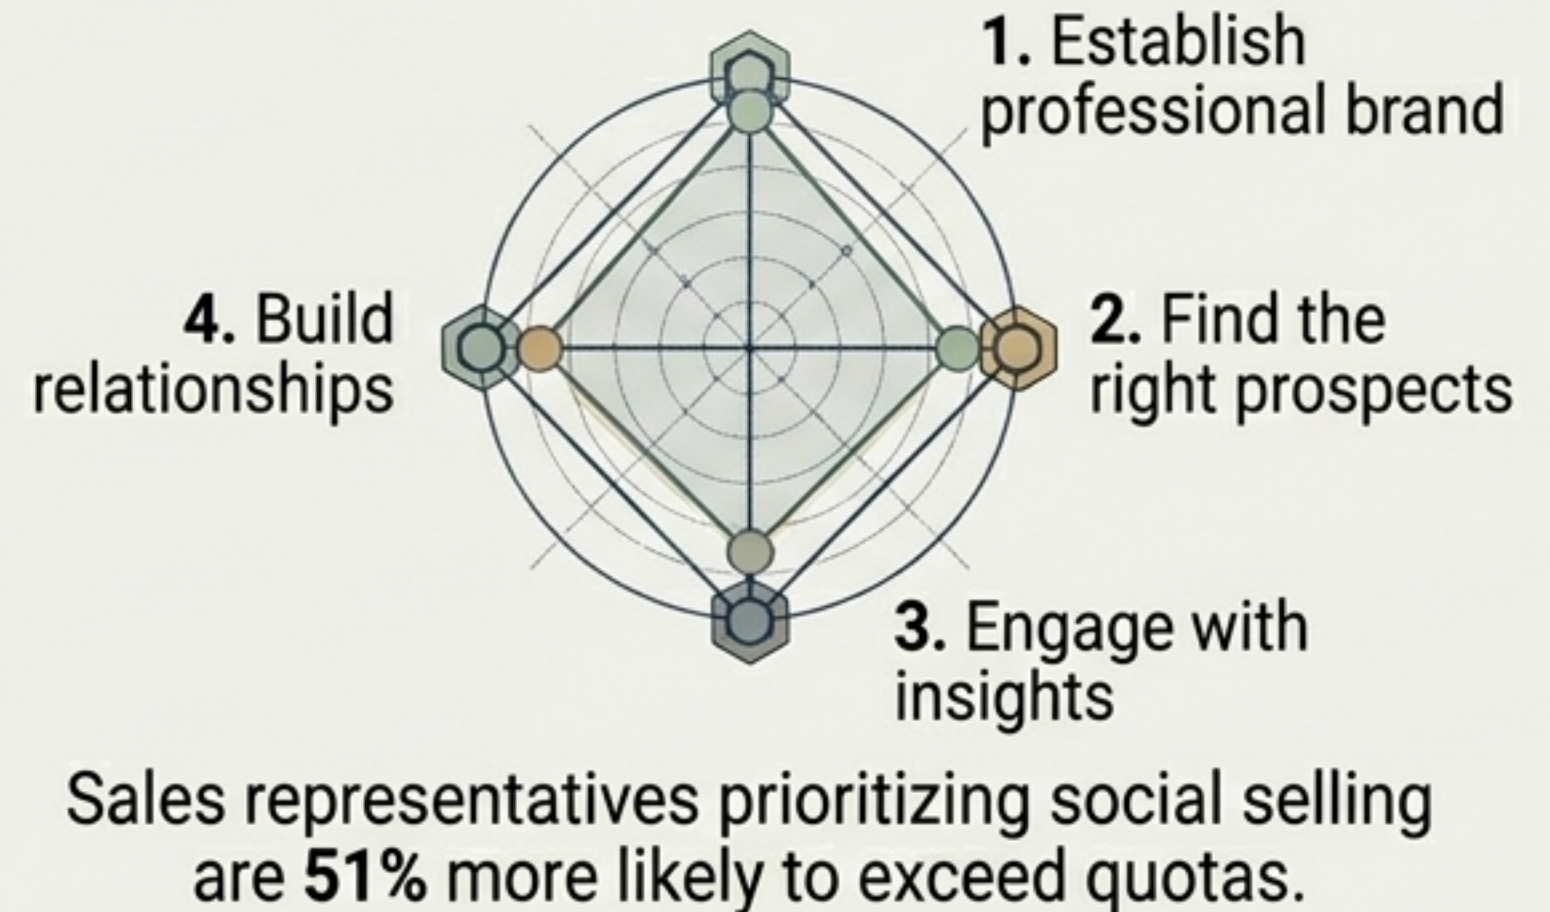 1. Establish
professional brand
2. Find the
right prospects
3. Engage with
insights
4. Build
relationships
Sales representatives prioritizing social selling
are 51% more likely to exceed quotas.